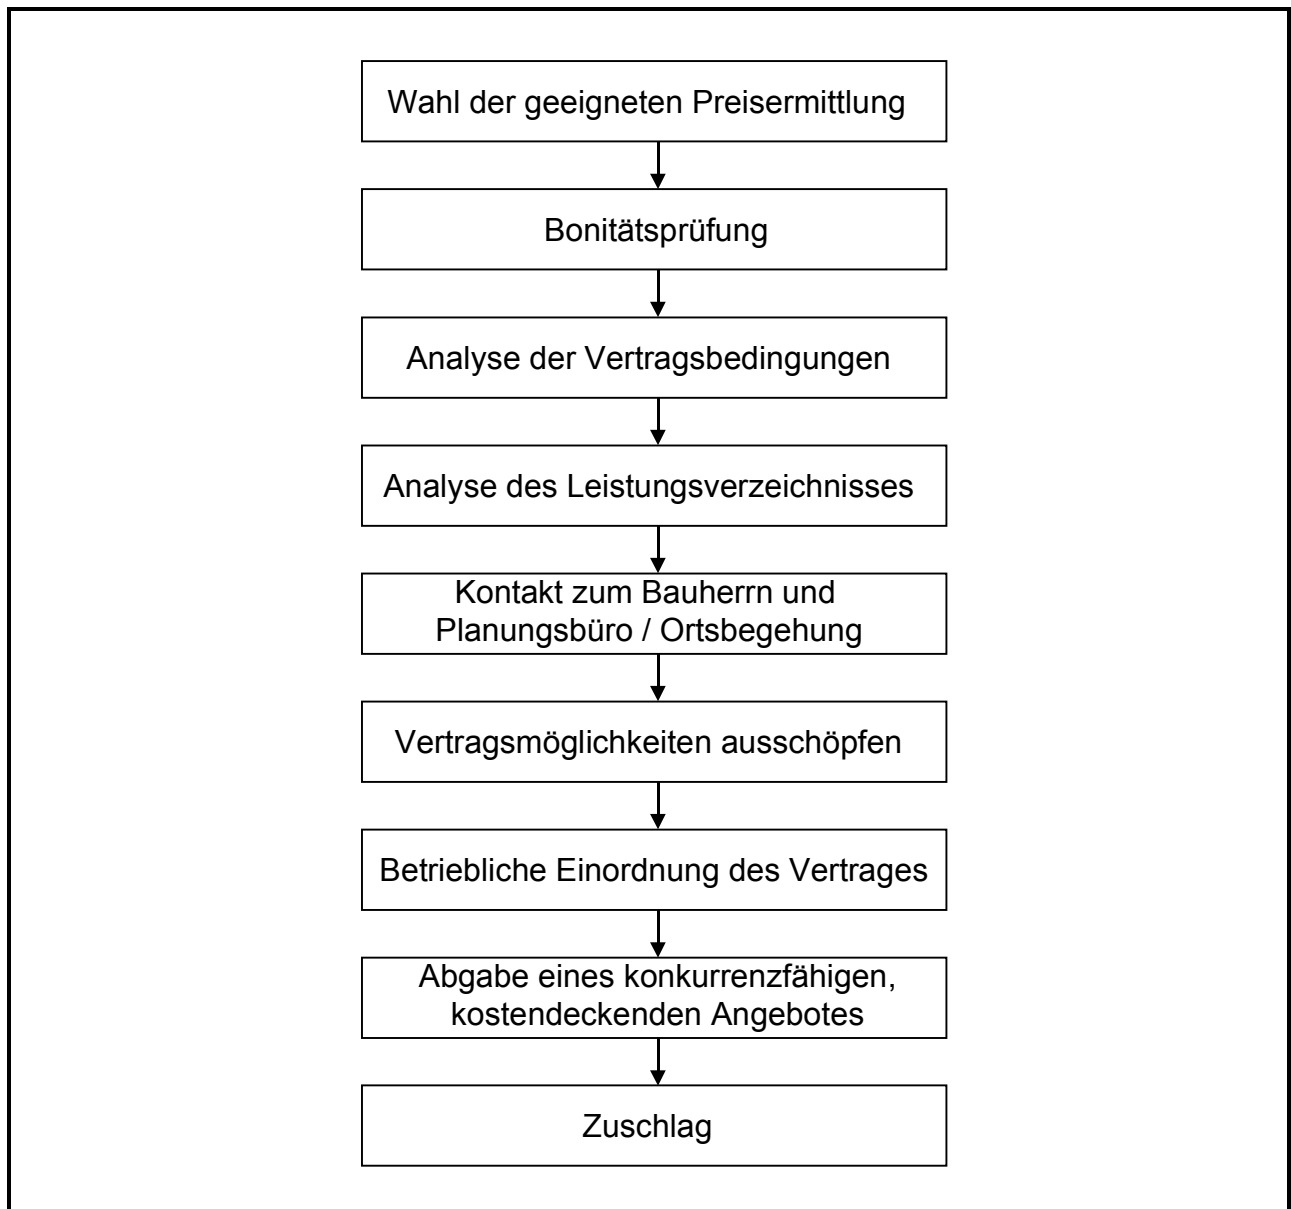 Wahl der geeigneten Preisermittlung
Bonitätsprüfung
Analyse der Vertragsbedingungen
Analyse des Leistungsverzeichnisses
Kontakt zum Bauherrn und
Planungsbüro / Ortsbegehung
Vertragsmöglichkeiten ausschöpfen
Betriebliche Einordnung des Vertrages
Abgabe eines konkurrenzfähigen,
kostendeckenden Angebotes
Zuschlag